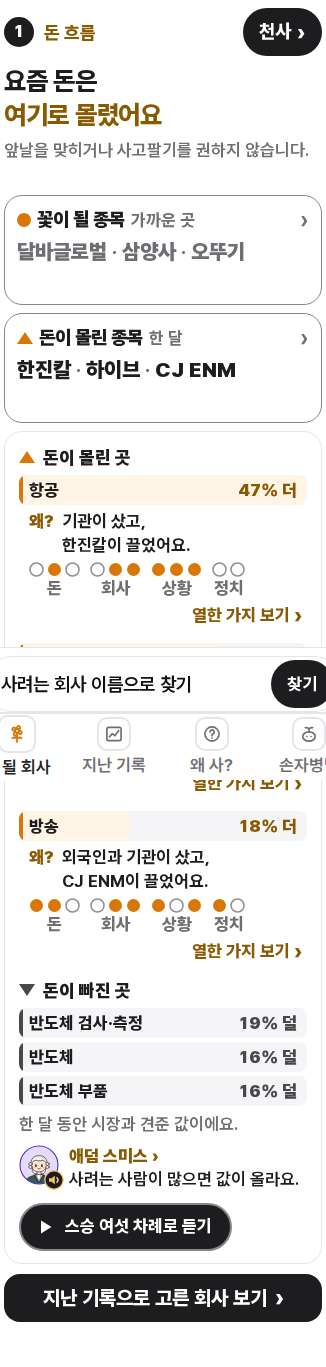 1 돈 흐름
천사 ›
요즘 돈은
여기로 몰렸어요
앞날을 맞히거나 사고팔기를 권하지 않습니다.
꽃이 될 종목 가까운 곳 ›
달바글로벌 · 삼양사 · 오뚜기
돈이 몰린 종목 한 달 ›
한진칼 · 하이브 · CJ ENM
돈이 몰린 곳
항공 47% 더
왜? 기관이 샀고,
한진칼이 끌었어요.
돈 회사 상황 정치
열한 가지 보기 ›
사려는 회사 이름으로 찾기 찾기
될 회사 지난 기록 왜 사? 손자병
열한 가지 보기 ›
방송 18% 더
왜? 외국인과 기관이 샀고,
CJ ENM이 끌었어요.
돈 회사 상황 정치
열한 가지 보기 ›
돈이 빠진 곳
반도체 검사·측정 19% 덜
반도체 16% 덜
반도체 부품 16% 덜
한 달 동안 시장과 견준 값이에요.
애덤 스미스 ›
사려는 사람이 많으면 값이 올라요.
스승 여섯 차례로 듣기
지난 기록으로 고른 회사 보기 ›